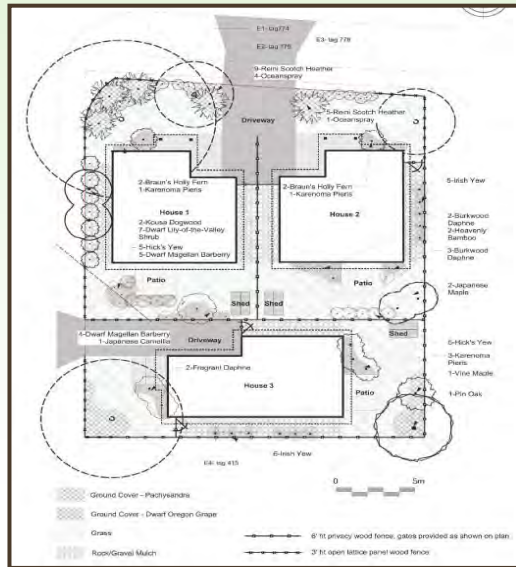 E1- tag774
E2- tag 775
E3- tag 778
9-Remi Scotch Heather
4-Oceanspray
Driveway
5-Remi Scotch Heather
1-Oceanspray
2-Braun's Holly Fern
1-Karenoma Pieris
House 1
2-Kousa Dogwood
7-Dwarf Lily-of-the-Valley
Shrub
5-Hick's Yew
5-Dwarf Magellan Barberry
2-Braun's Holly Fern
1-Karenoma Pieris
House 2
5-Irish Yew
2-Burkwood
Daphne
2-Heavenly
Bamboo
3-Burkwood
Daphne
2-Japanese
Maple
Patio
Shed
Shed
Patio
4-Dwarf Magellan Barberry
1-Japanese Camellia
Driveway
Shed
5-Hick's Yew
3-Karenoma
Pieris
1-Vine Maple
1-Pin Oak
2-Fragrant Daphne
House 3
Patio
6-Irish Yew
E4- tag 415
0 5m
Ground Cover - Pachysandra
Ground Cover - Dwarf Oregon Grape
Grass
Rock/Gravel Mulch
6' fit privacy wood fence, gates provided as shown on plan
3' fit open lattice panel wood fence